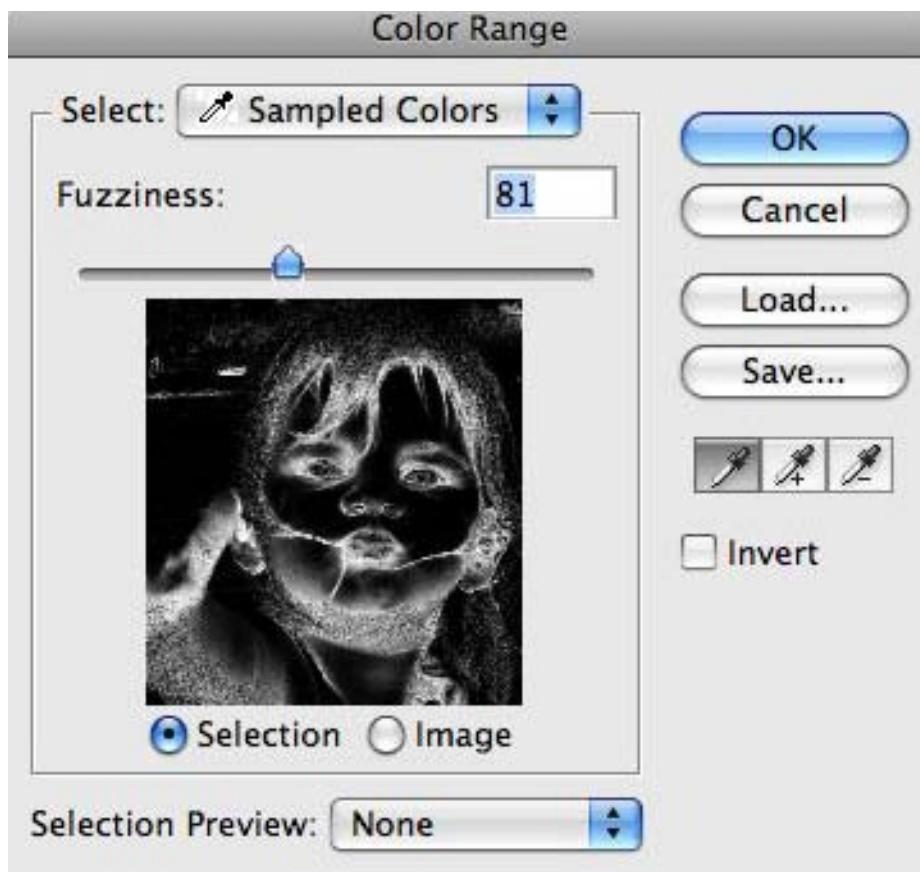 Color Range
Select: Sampled Colors
Fuzziness: 81
OK
Cancel
Load...
Save...
Invert
Selection Image
Selection Preview: None